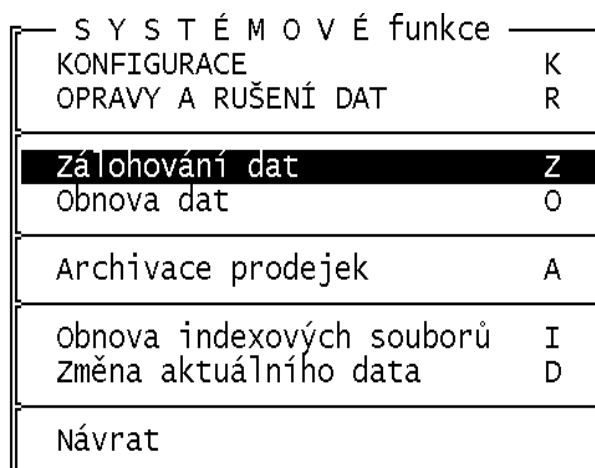 S Y S T É M O V É funkce
KONFIGURACE K
OPRAVY A RUŠENÍ DAT R
Zálohování dat Z
Obnova dat O
Archivace prodejek A
Obnova indexových souborů I
Změna aktuálního data D
Návrat